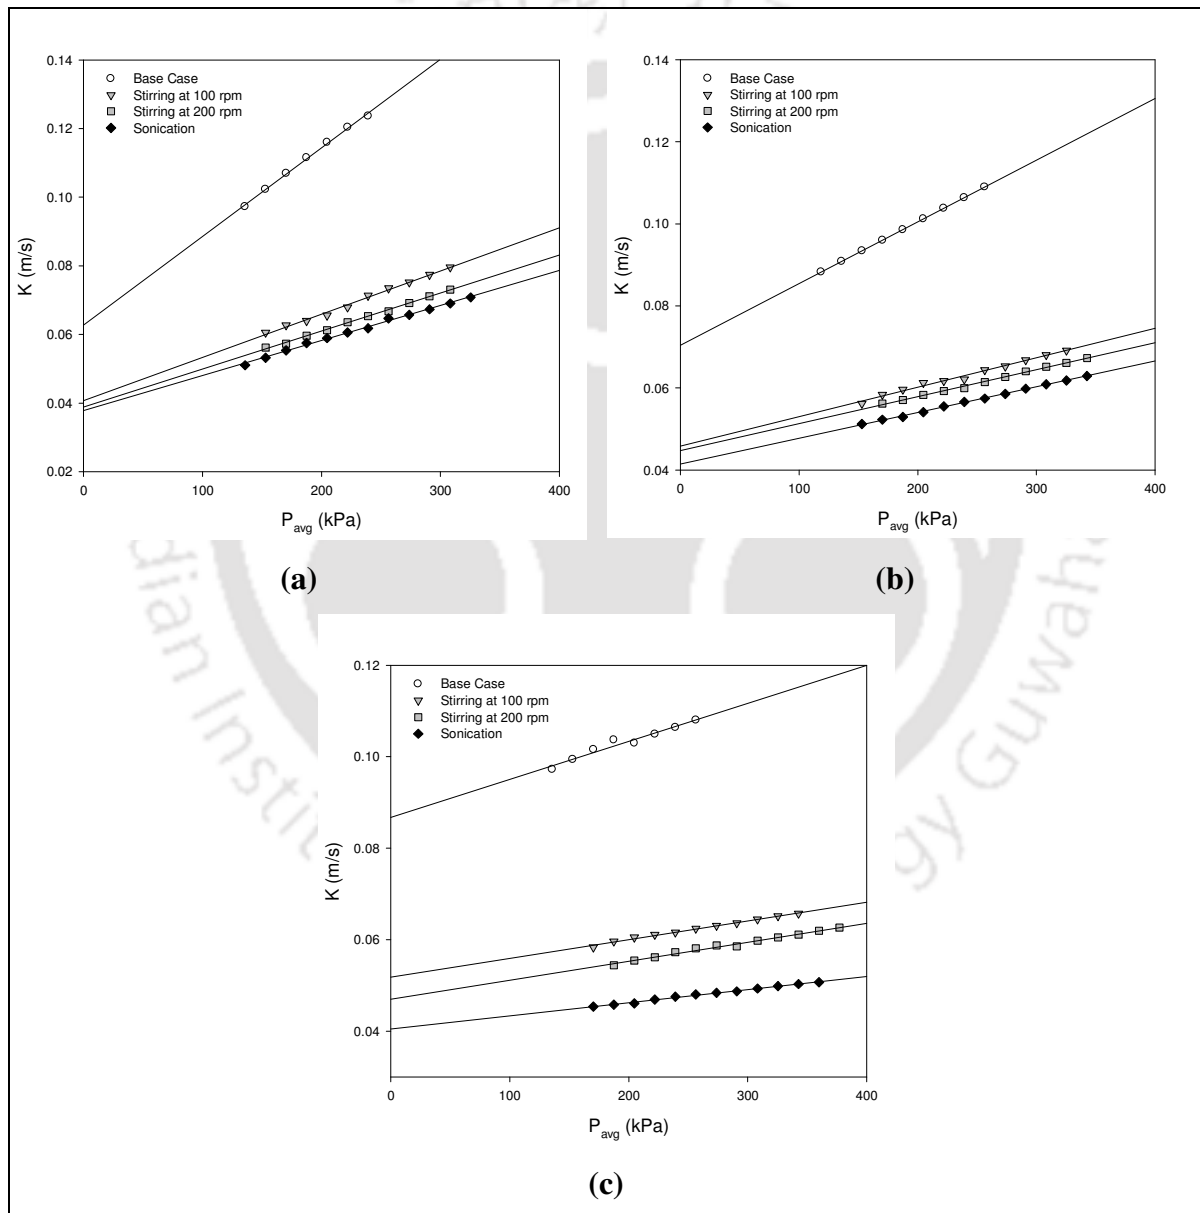 Base Case
Stirring at 100 rpm
Stirring at 200 rpm
Sonication
0.14
0.12
0.10
0.08
0.06
0.04
0.02
K (m/s)
0 100 200 300 400
P_avg (kPa)
(a)
Base Case
Stirring at 100 rpm
Stirring at 200 rpm
Sonication
0.14
0.12
0.10
0.08
0.06
0.04
K (m/s)
0 100 200 300 400
P_avg (kPa)
(b)
Base Case
Stirring at 100 rpm
Stirring at 200 rpm
Sonication
0.12
0.10
0.08
0.06
0.04
K (m/s)
0 100 200 300 400
P_avg (kPa)
(c)